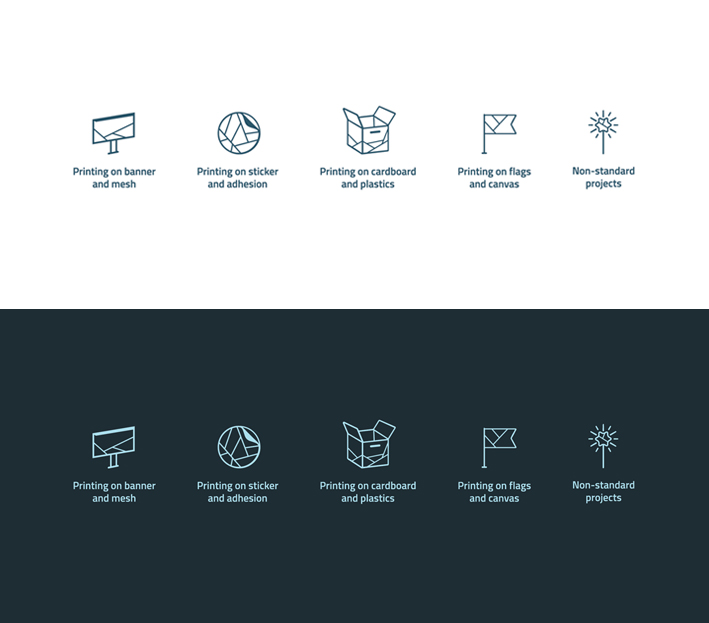 Printing on banner
and mesh
Printing on sticker
and adhesion
Printing on cardboard
and plastics
Printing on flags
and canvas
Non-standard
projects
Printing on banner
and mesh
Printing on sticker
and adhesion
Printing on cardboard
and plastics
Printing on flags
and canvas
Non-standard
projects